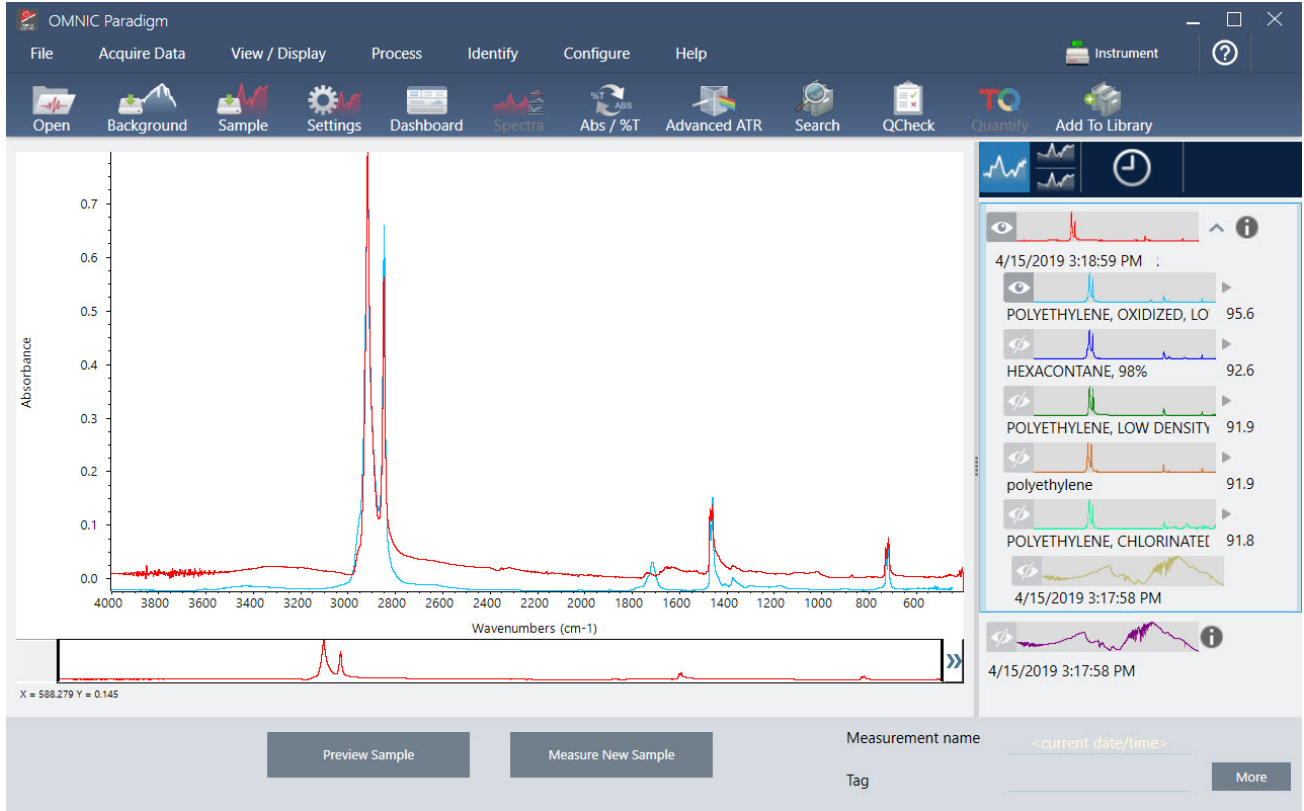 OMNIC Paradigm
File Acquire Data View / Display Process Identify Configure Help Instrument
Open Background Sample Settings Dashboard Spectra Abs / %T Advanced ATR Search QCheck Quantify Add To Library
%T ABS
TQ
0.7
0.6
0.5
0.4
0.3
0.2
0.1
0.0
Absorbance
4000 3800 3600 3400 3200 3000 2800 2600 2400 2200 2000 1800 1600 1400 1200 1000 800 600
Wavenumbers (cm-1)
X = 588.279 Y = 0.145
4/15/2019 3:18:59 PM
POLYETHYLENE, OXIDIZED, LO 95.6
HEXACONTANE, 98% 92.6
POLYETHYLENE, LOW DENSITY 91.9
polyethylene 91.9
POLYETHYLENE, CHLORINATE 91.8
4/15/2019 3:17:58 PM
4/15/2019 3:17:58 PM
Preview Sample
Measure New Sample
Measurement name <current date/time>
Tag
More